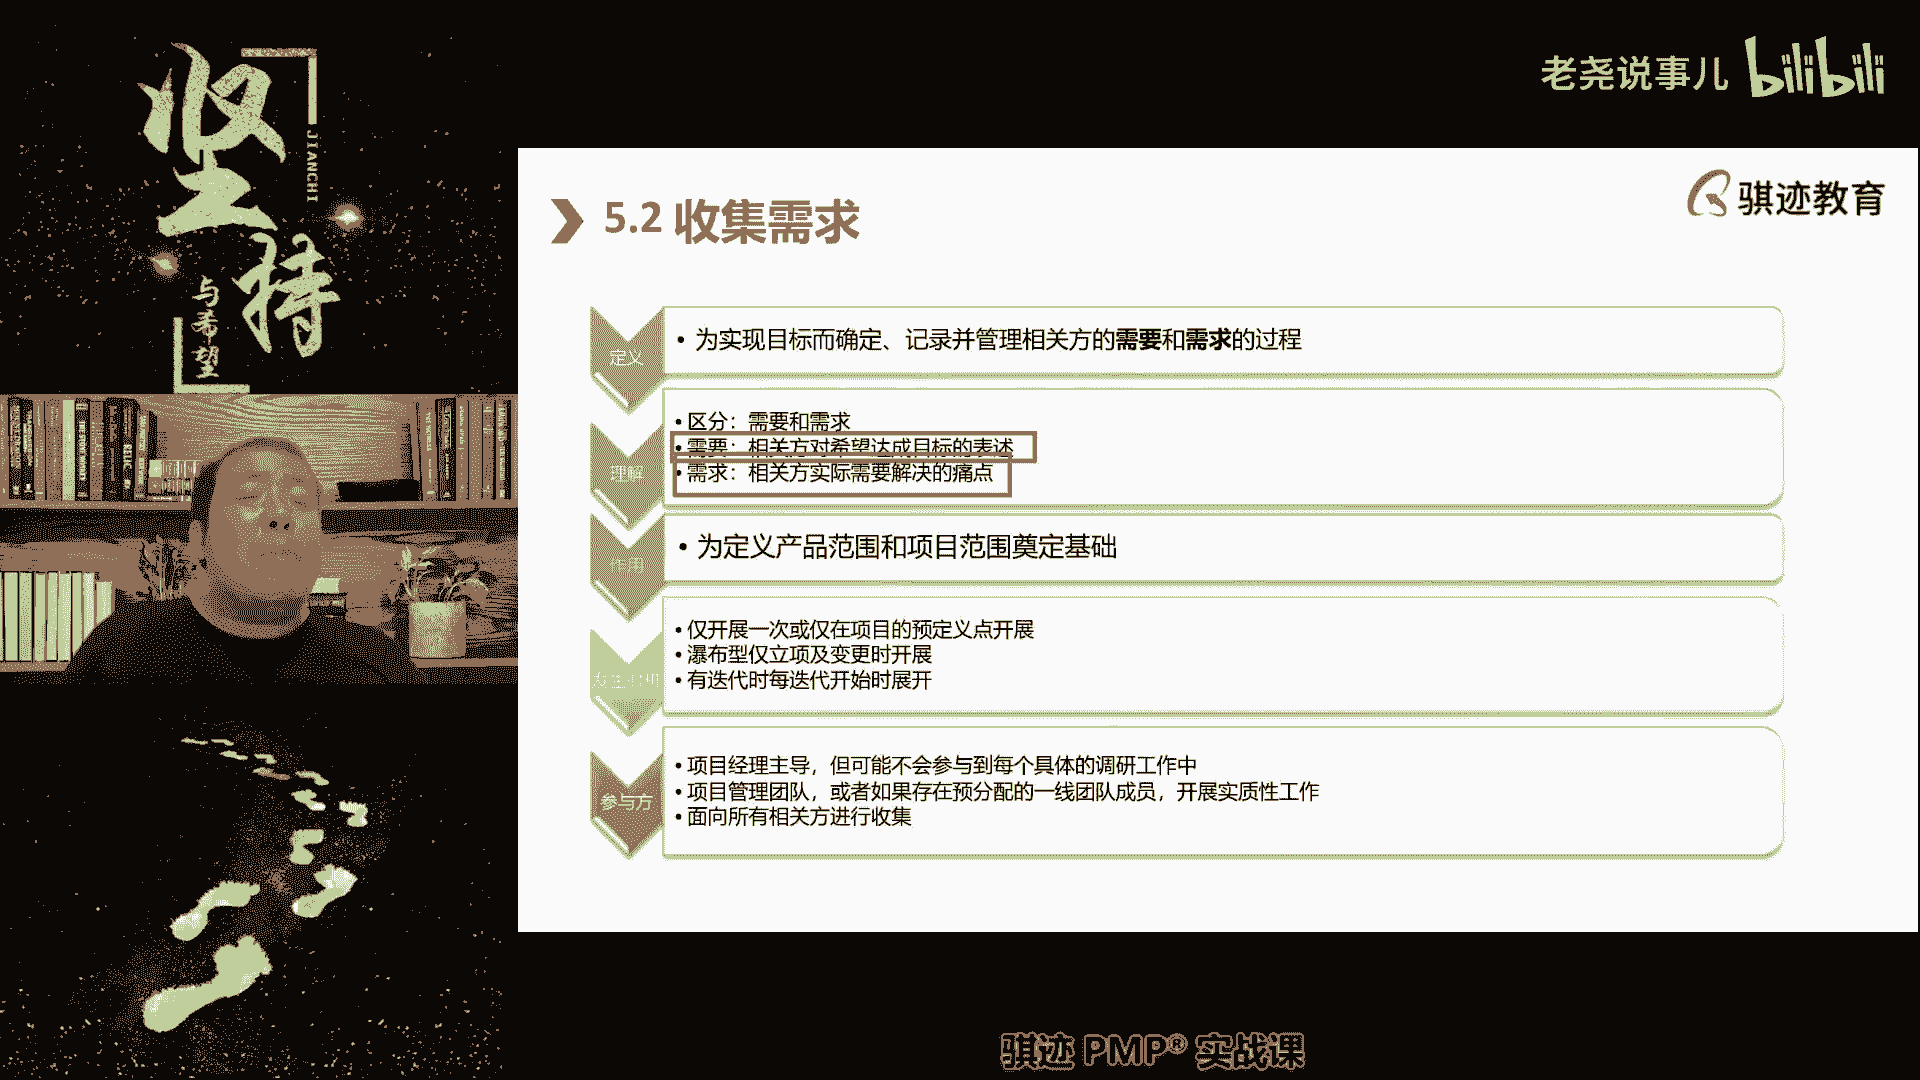 坚持
JIANCHI
与希望
老尧说事儿 bilibili
骐迹教育
5.2 收集需求
定义
• 为实现目标而确定、记录并管理相关方的需要和需求的过程
理解
• 区分：需要和需求
• 需要：相关方对希望达成目标的表述
• 需求：相关方实际需要解决的痛点
作用
• 为定义产品范围和项目范围奠定基础
• 仅开展一次或仅在项目的预定义点开展
• 瀑布型仅立项及变更时开展
• 有迭代时每迭代开始时展开
参与方
• 项目经理主导，但可能不会参与到每个具体的调研工作中
• 项目管理团队，或者如果存在预分配的一线团队成员，开展实质性工作
• 面向所有相关方进行收集
骐迹 PMP® 实战课